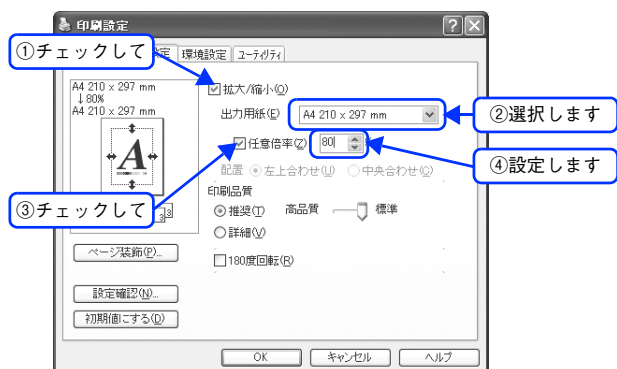 印刷設定
①チェックして
定 環境設定 ユーティリティ
A4 210 x 297 mm
↓80%
A4 210 x 297 mm
A
拡大/縮小(O)
出力用紙(E) A4 210 x 297 mm
②選択します
任意倍率(Z) 80
④設定します
配置 左上合わせ(U) 中央合わせ(C)
③チェックして
印刷品質
推奨(T) 高品質 標準
詳細(V)
ページ装飾(P)...
180度回転(R)
設定確認(N)...
初期値にする(D)
OK キャンセル ヘルプ